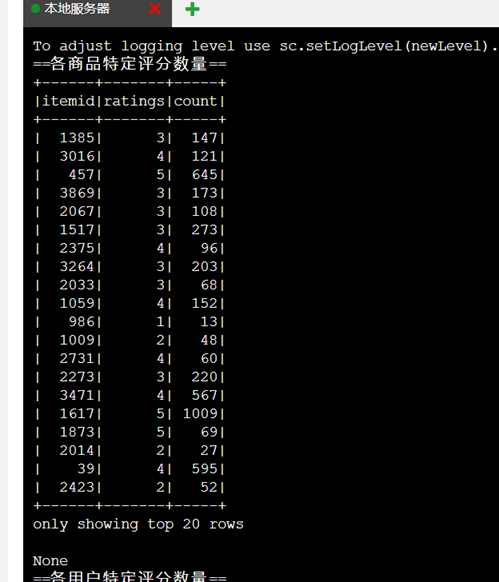 本地服务器
To adjust logging level use sc.setLogLevel(newLevel).
==各商品特定评分数量==
+------+-------+-----+
|itemid|ratings|count|
+------+-------+-----+
|  1385|      3|  147|
|  3016|      4|  121|
|   457|      5|  645|
|  3869|      3|  173|
|  2067|      3|  108|
|  1517|      3|  273|
|  2375|      4|   96|
|  3264|      3|  203|
|  2033|      3|   68|
|  1059|      4|  152|
|   986|      1|   13|
|  1009|      2|   48|
|  2731|      4|   60|
|  2273|      3|  220|
|  3471|      4|  567|
|  1617|      5| 1009|
|  1873|      5|   69|
|  2014|      2|   27|
|    39|      4|  595|
|  2423|      2|   52|
+------+-------+-----+
only showing top 20 rows
None
==各用户特定评分数量==